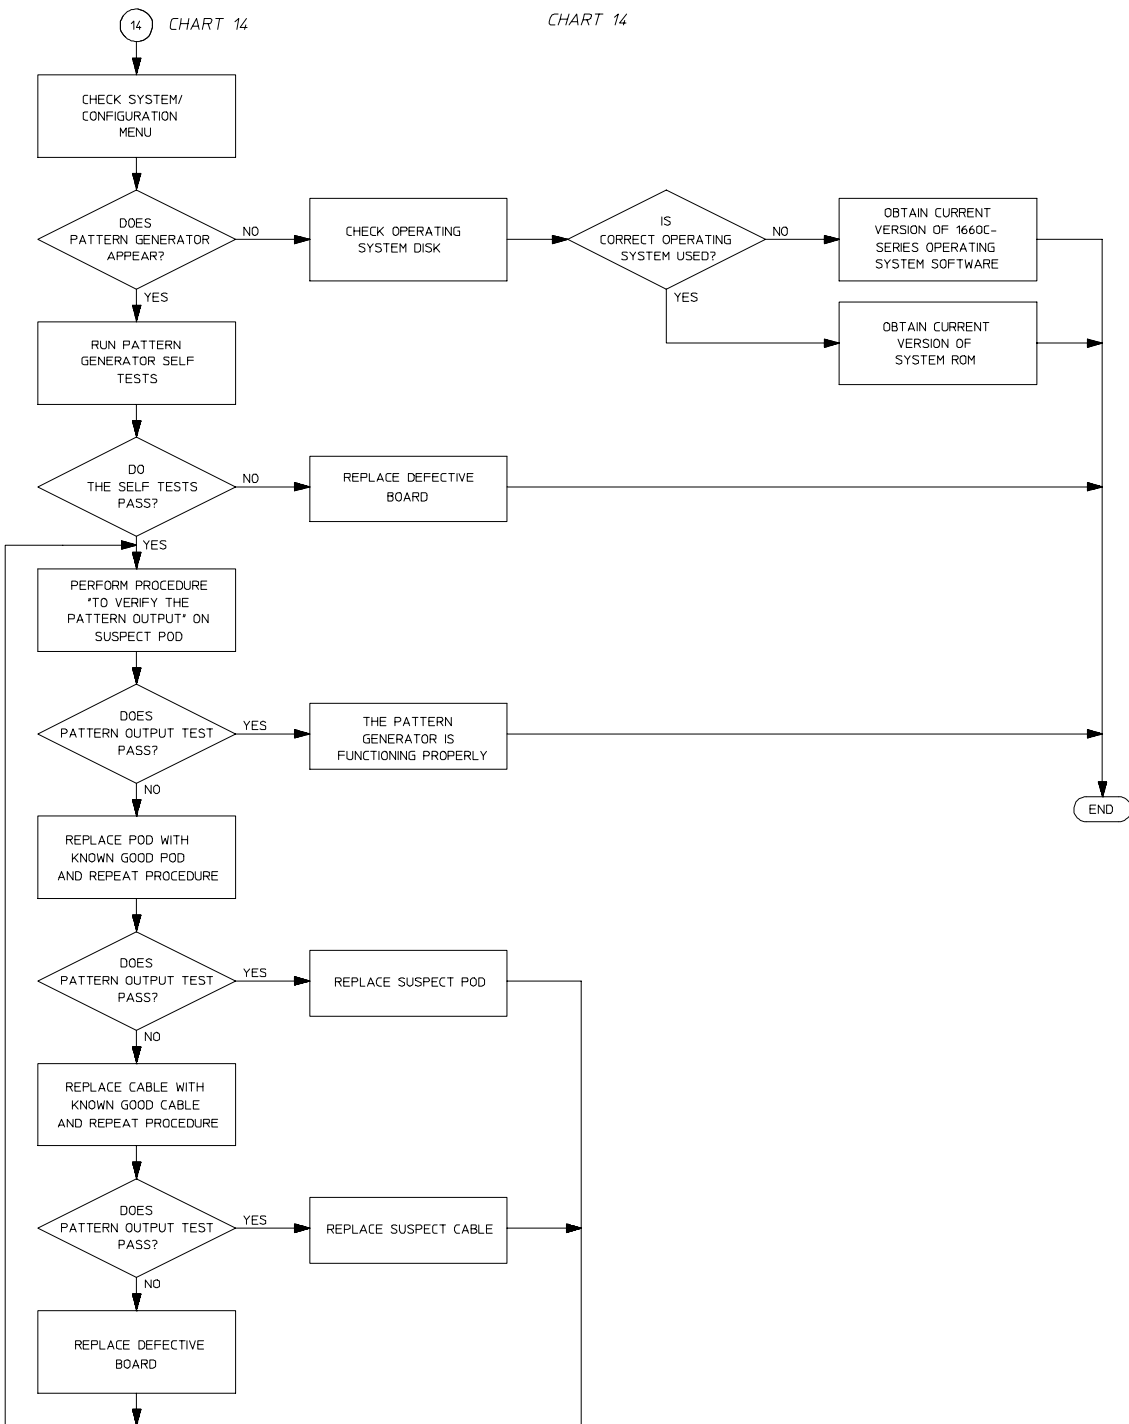 14
CHART 14
CHART 14
CHECK SYSTEM/
CONFIGURATION
MENU
DOES
PATTERN GENERATOR
APPEAR?
NO
YES
CHECK OPERATING
SYSTEM DISK
IS
CORRECT OPERATING
SYSTEM USED?
NO
YES
OBTAIN CURRENT
VERSION OF 1660C-
SERIES OPERATING
SYSTEM SOFTWARE
OBTAIN CURRENT
VERSION OF
SYSTEM ROM
RUN PATTERN
GENERATOR SELF
TESTS
DO
THE SELF TESTS
PASS?
NO
YES
REPLACE DEFECTIVE
BOARD
PERFORM PROCEDURE
"TO VERIFY THE
PATTERN OUTPUT" ON
SUSPECT POD
DOES
PATTERN OUTPUT TEST
PASS?
YES
NO
THE PATTERN
GENERATOR IS
FUNCTIONING PROPERLY
END
REPLACE POD WITH
KNOWN GOOD POD
AND REPEAT PROCEDURE
DOES
PATTERN OUTPUT TEST
PASS?
YES
NO
REPLACE SUSPECT POD
REPLACE CABLE WITH
KNOWN GOOD CABLE
AND REPEAT PROCEDURE
DOES
PATTERN OUTPUT TEST
PASS?
YES
NO
REPLACE SUSPECT CABLE
REPLACE DEFECTIVE
BOARD